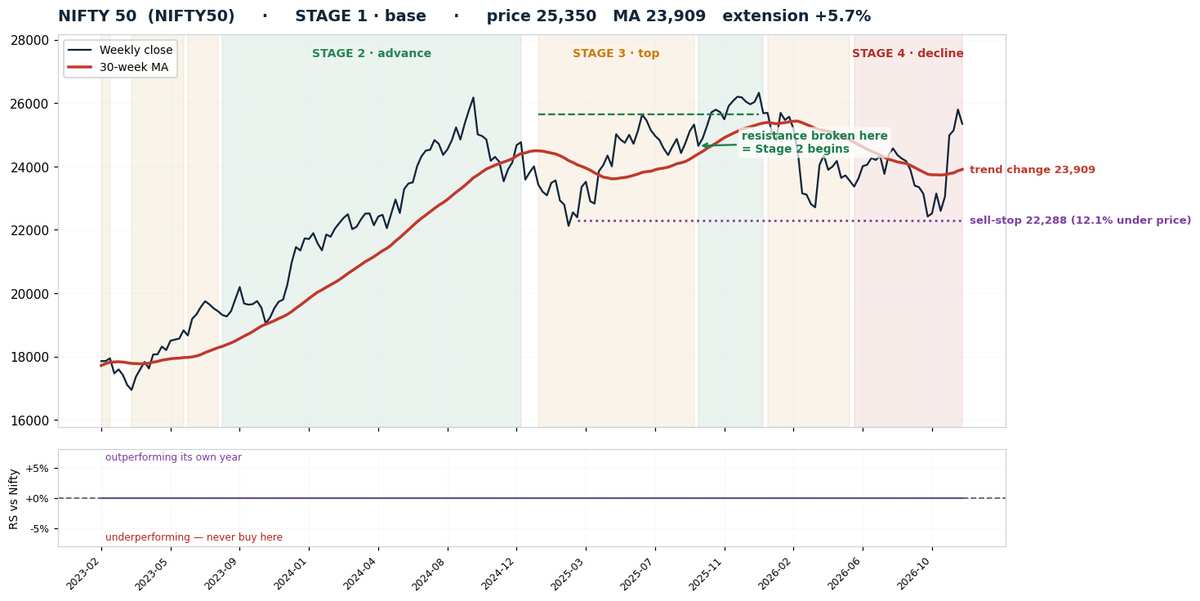 NIFTY 50 (NIFTY50) · STAGE 1 · base · price 25,350 MA 23,909 extension +5.7%
Weekly close
30-week MA
STAGE 2 · advance
STAGE 3 · top
STAGE 4 · decline
28000
26000
24000
22000
20000
18000
16000
resistance broken here
= Stage 2 begins
trend change 23,909
sell-stop 22,288 (12.1% under price)
RS vs Nifty
+5%
+0%
-5%
outperforming its own year
underperforming — never buy here
2023-02
2023-05
2023-09
2024-01
2024-04
2024-08
2024-12
2025-03
2025-07
2025-11
2026-02
2026-06
2026-10